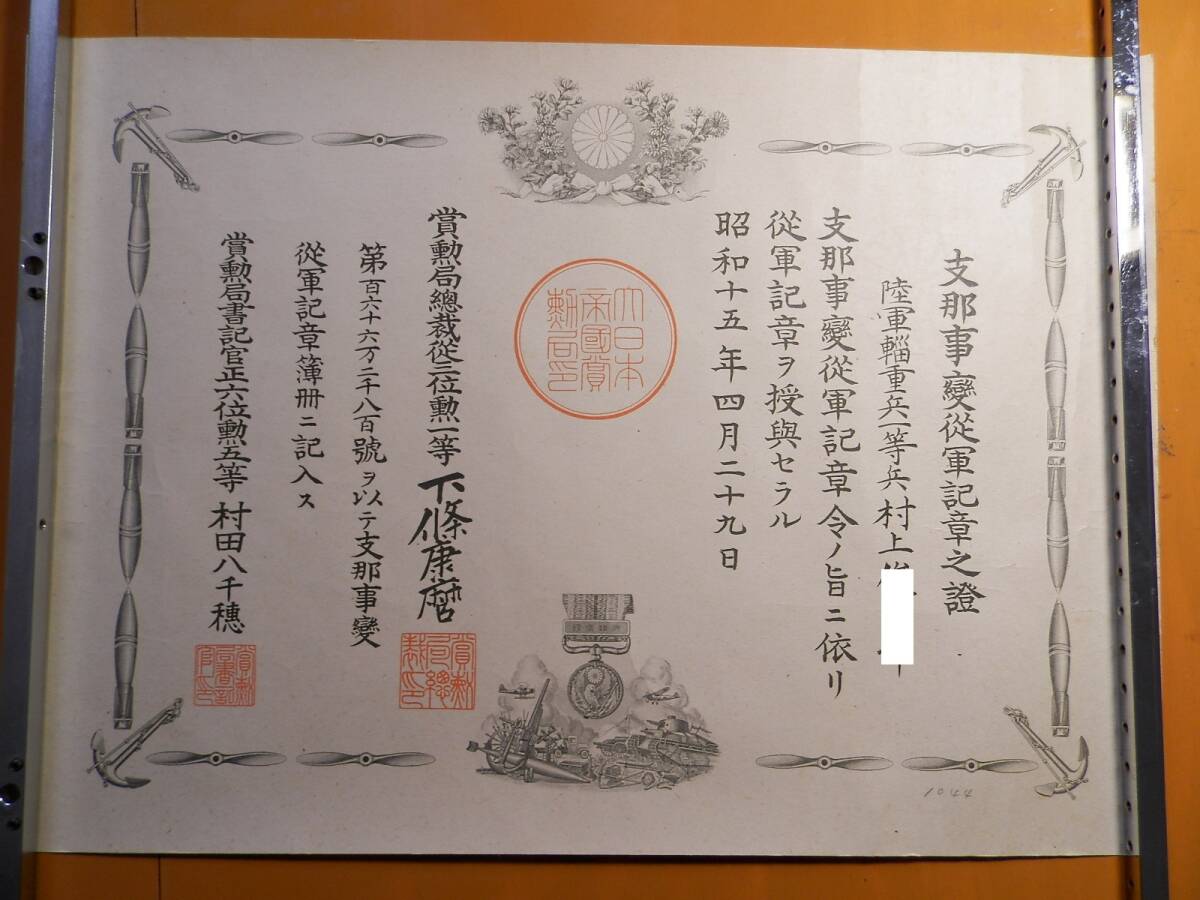 支那事變從軍記章之證
陸軍輜重兵一等兵 村上
支那事變從軍記章令ノ旨ニ依リ
從軍記章ヲ授與セラル
昭和十五年四月二十九日
大日本
帝國賞
勲局印
賞勲局總裁從三位勲一等 下條康麿
第百六十六万二千八百號ヲ以テ支那事變
從軍記章簿册ニ記入ス
賞勲局書記官正六位勲五等 村田八千穗
1044